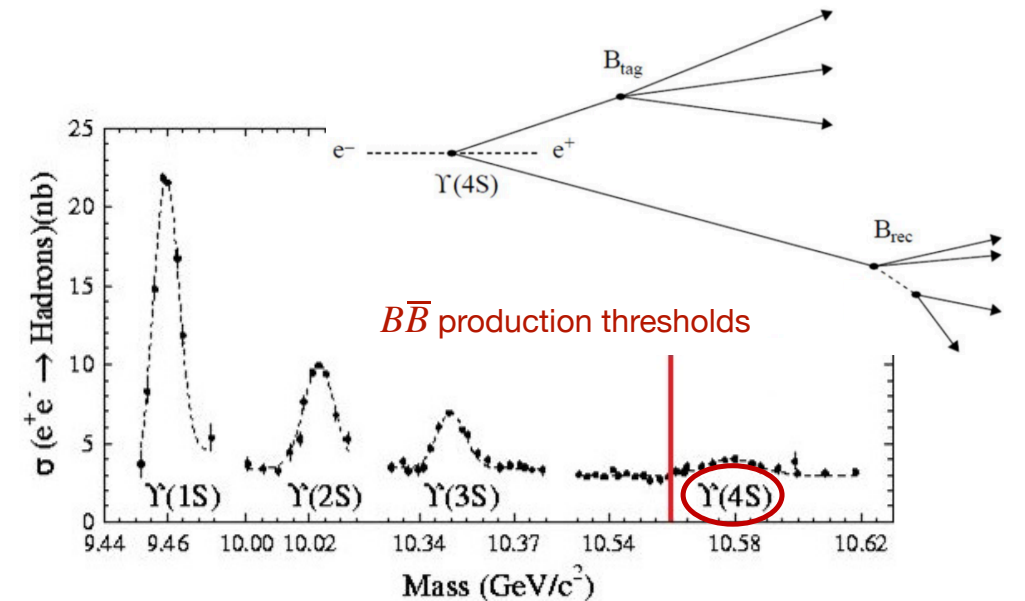 B_tag
e⁻
e⁺
ϒ(4S)
B_rec
BB̅ production thresholds
σ (e⁺e⁻ → Hadrons)(nb)
25
20
15
10
5
0
ϒ(1S)
ϒ(2S)
ϒ(3S)
ϒ(4S)
9.44 9.46 10.00 10.02 10.34 10.37 10.54 10.58 10.62
Mass (GeV/c²)